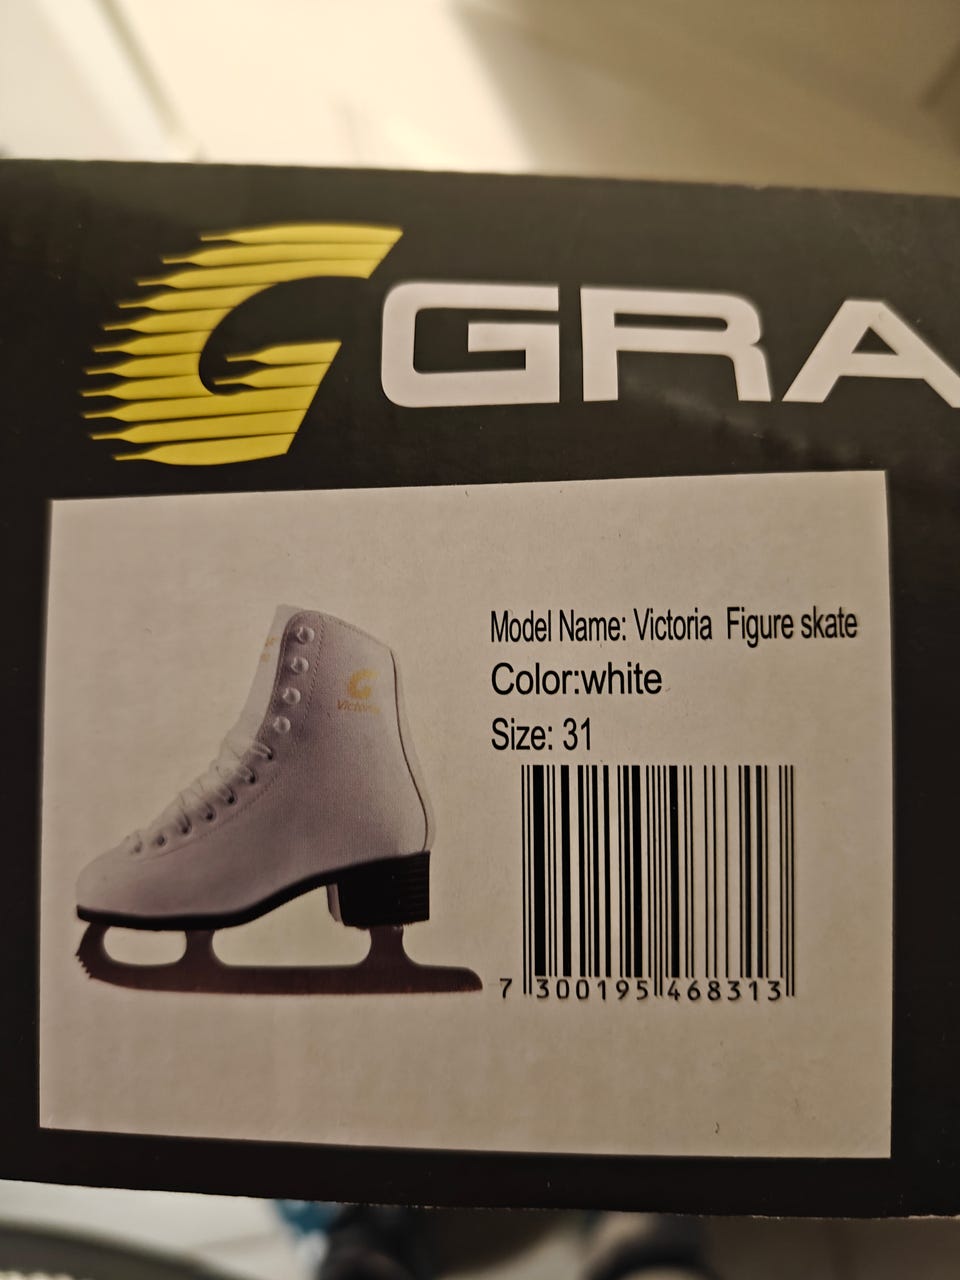 GRA
Model Name: Victoria Figure skate
Color:white
Size: 31
7 300195 468313